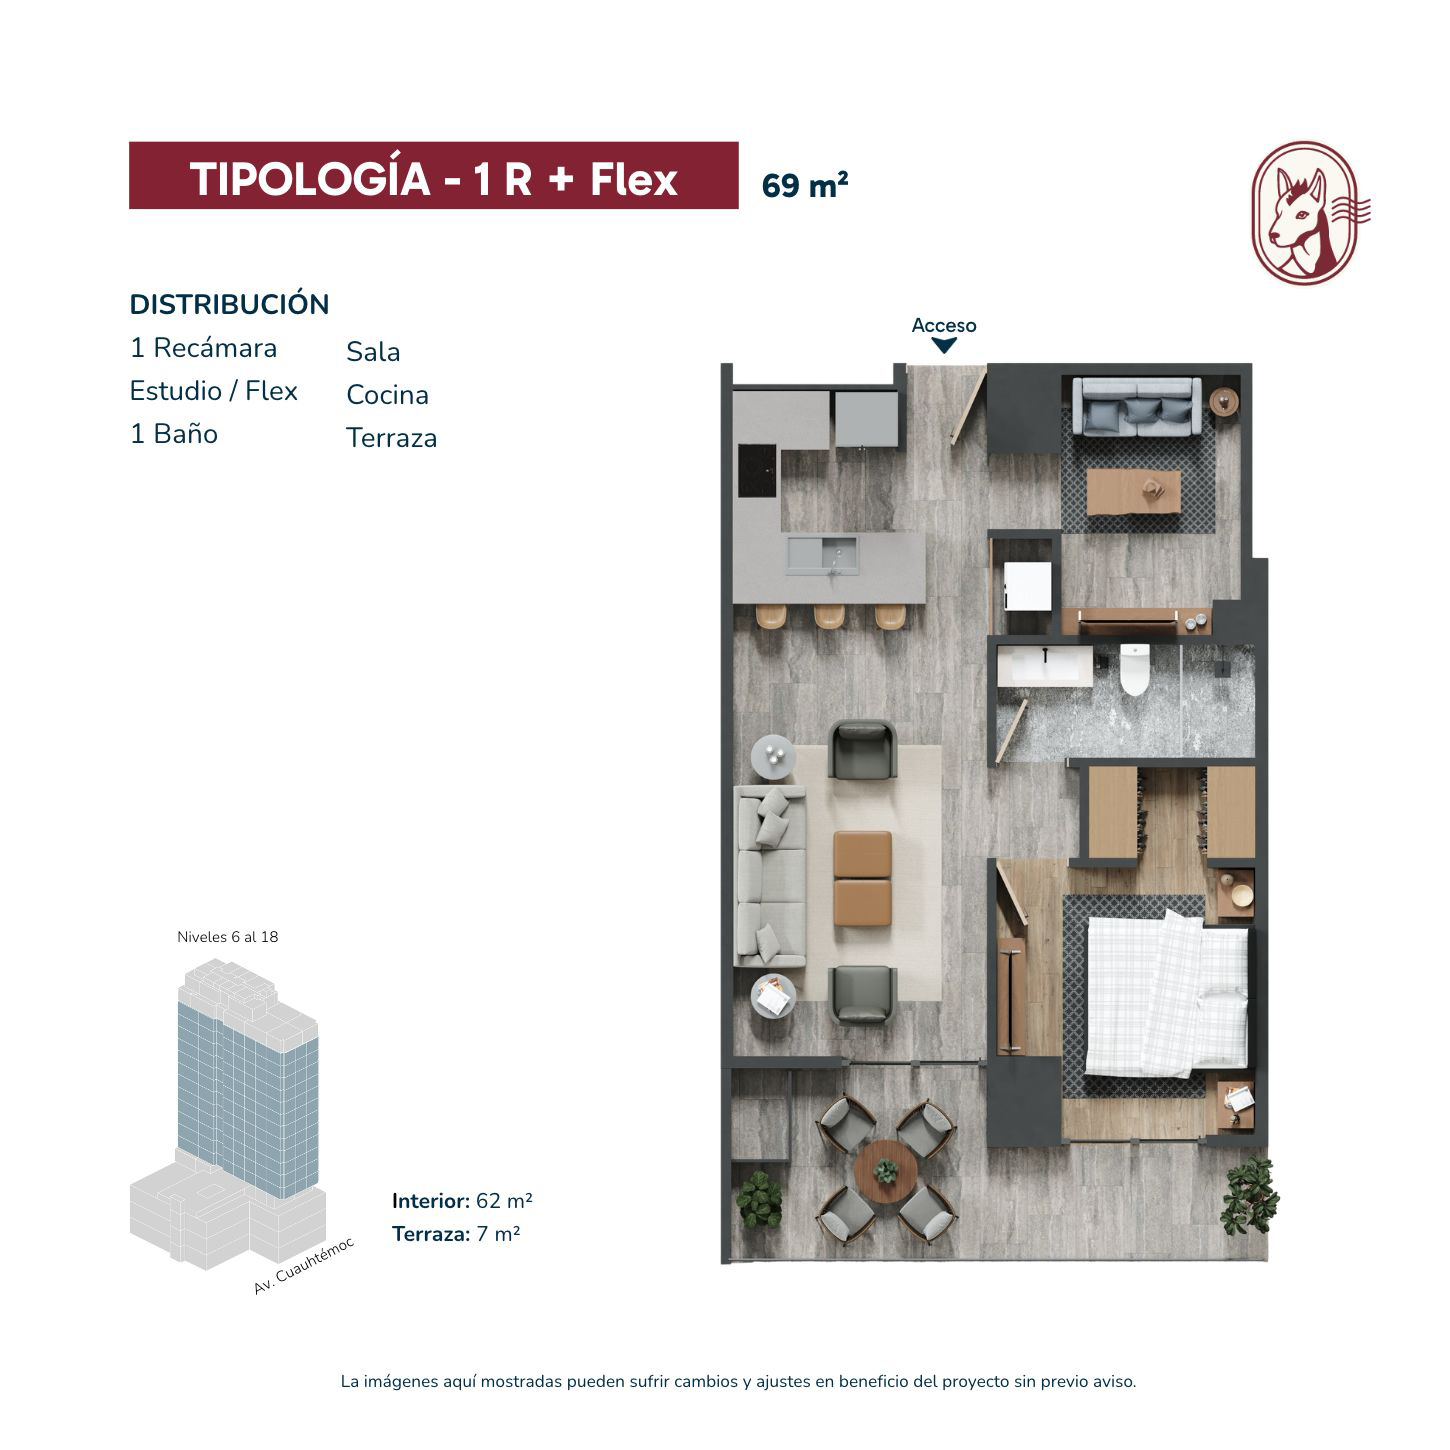 TIPOLOGÍA - 1 R + Flex
69 m²
DISTRIBUCIÓN
1 Recámara
Estudio / Flex
1 Baño
Sala
Cocina
Terraza
Acceso
Niveles 6 al 18
Av. Cuauhtémoc
Interior: 62 m²
Terraza: 7 m²
La imágenes aquí mostradas pueden sufrir cambios y ajustes en beneficio del proyecto sin previo aviso.